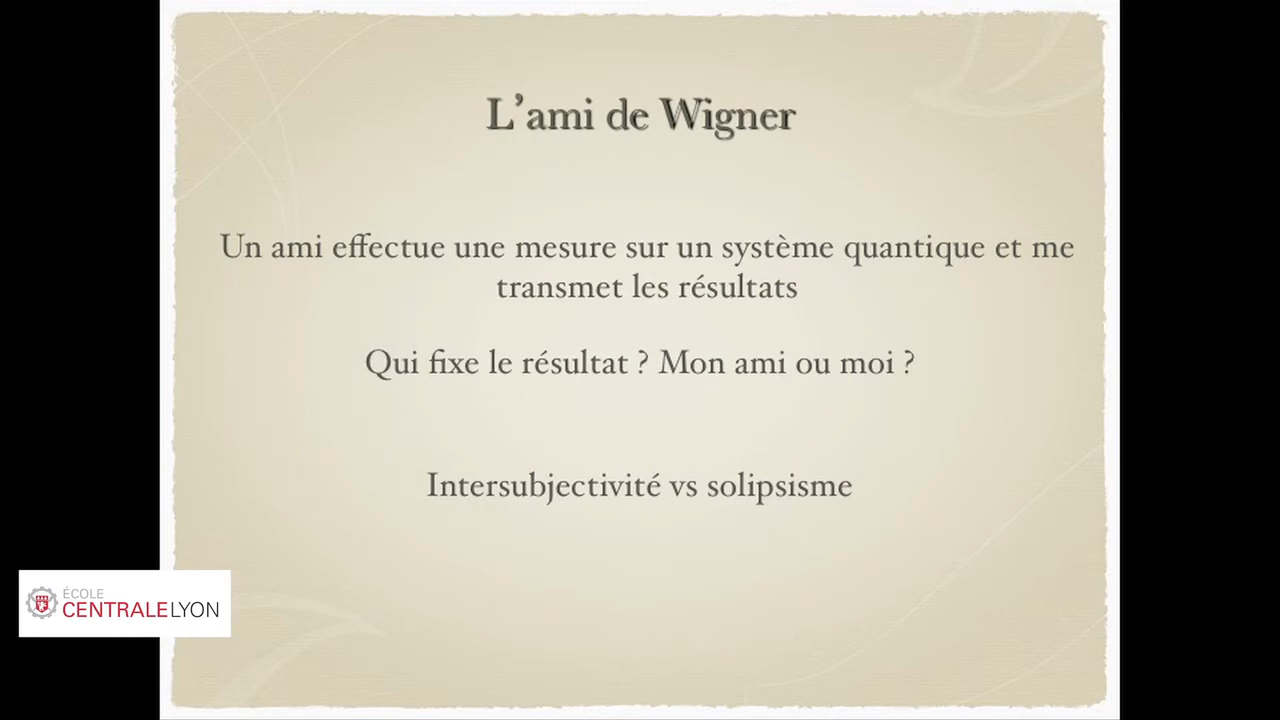 L'ami de Wigner
Un ami effectue une mesure sur un système quantique et me
transmet les résultats
Qui fixe le résultat ? Mon ami ou moi ?
Intersubjectivité vs solipsisme
ÉCOLE
CENTRALELYON